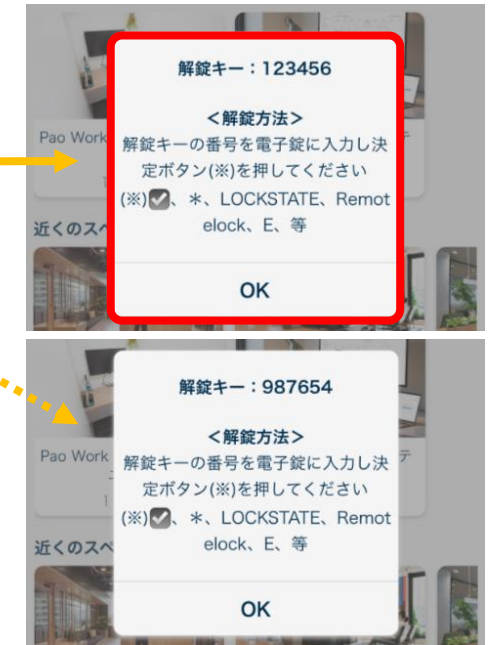 解錠キー：123456
<解錠方法>
Pao Work
解錠キーの番号を電子錠に入力し決
定ボタン(※)を押してください
(※)☑、＊、LOCKSTATE、Remot
elock、E、等
近くのス
OK
解錠キー：987654
<解錠方法>
Pao Work
解錠キーの番号を電子錠に入力し決
定ボタン(※)を押してください
(※)☑、＊、LOCKSTATE、Remot
elock、E、等
近くのスペ
OK